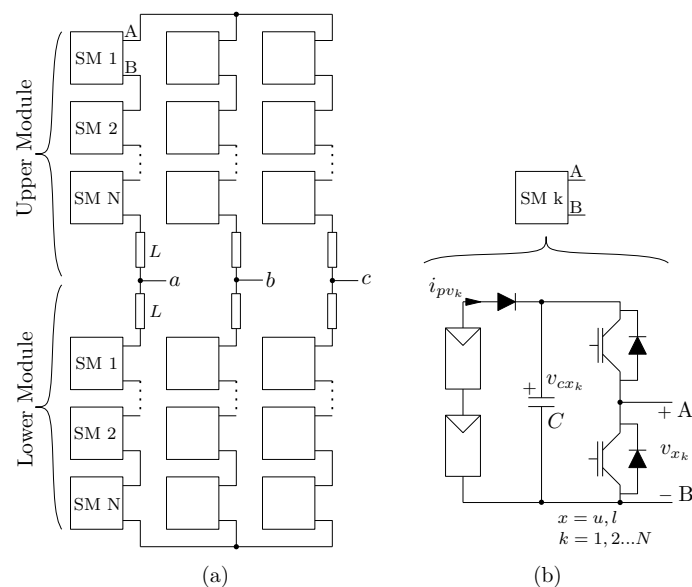 Upper Module
A
SM 1
B
SM 2
SM N
L
a
b
c
L
Lower Module
SM 1
SM 2
SM N
(a)
SM k
A
B
i_{pv_k}
v_{cx_k}
+
C
+ A
v_{x_k}
− B
x = u, l
k = 1, 2...N
(b)